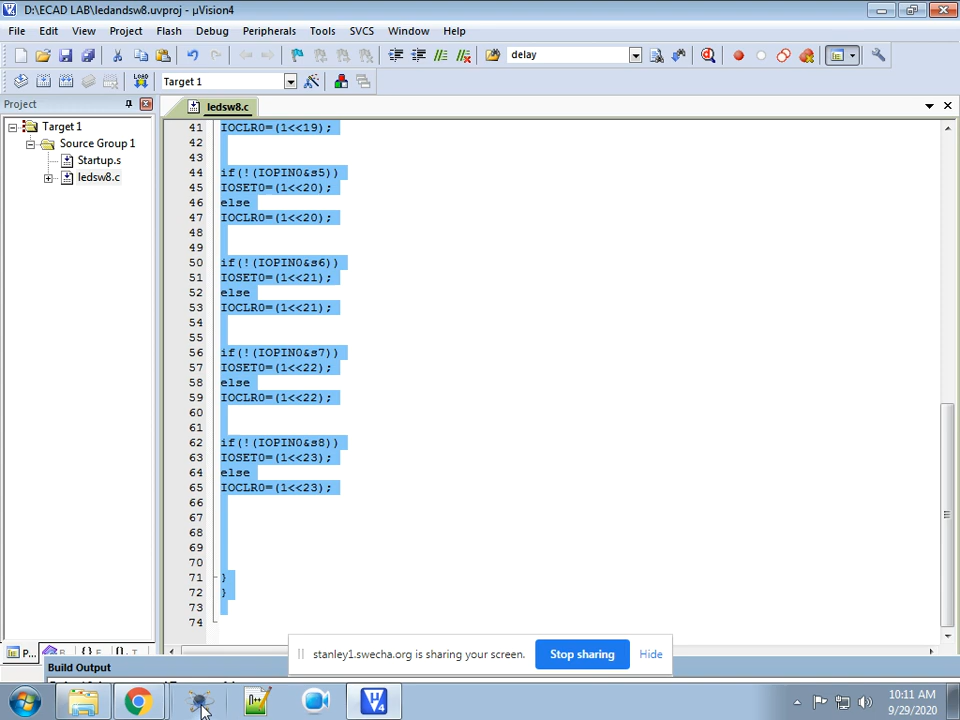 D:\ECAD LAB\ledandsw8.uvproj - µVision4
File Edit View Project Flash Debug Peripherals Tools SVCS Window Help
delay
LOAD
Target 1
Project
Target 1
Source Group 1
Startup.s
ledsw8.c
ledsw8.c
41 IOCLR0=(1<<19);
42
43
44 if(!(IOPIN0&s5))
45 IOSET0=(1<<20);
46 else
47 IOCLR0=(1<<20);
48
49
50 if(!(IOPIN0&s6))
51 IOSET0=(1<<21);
52 else
53 IOCLR0=(1<<21);
54
55
56 if(!(IOPIN0&s7))
57 IOSET0=(1<<22);
58 else
59 IOCLR0=(1<<22);
60
61
62 if(!(IOPIN0&s8))
63 IOSET0=(1<<23);
64 else
65 IOCLR0=(1<<23);
66
67
68
69
70
71 }
72 }
73
74
P...
Build Output
stanley1.swecha.org is sharing your screen.
Stop sharing
Hide
10:11 AM
9/29/2020